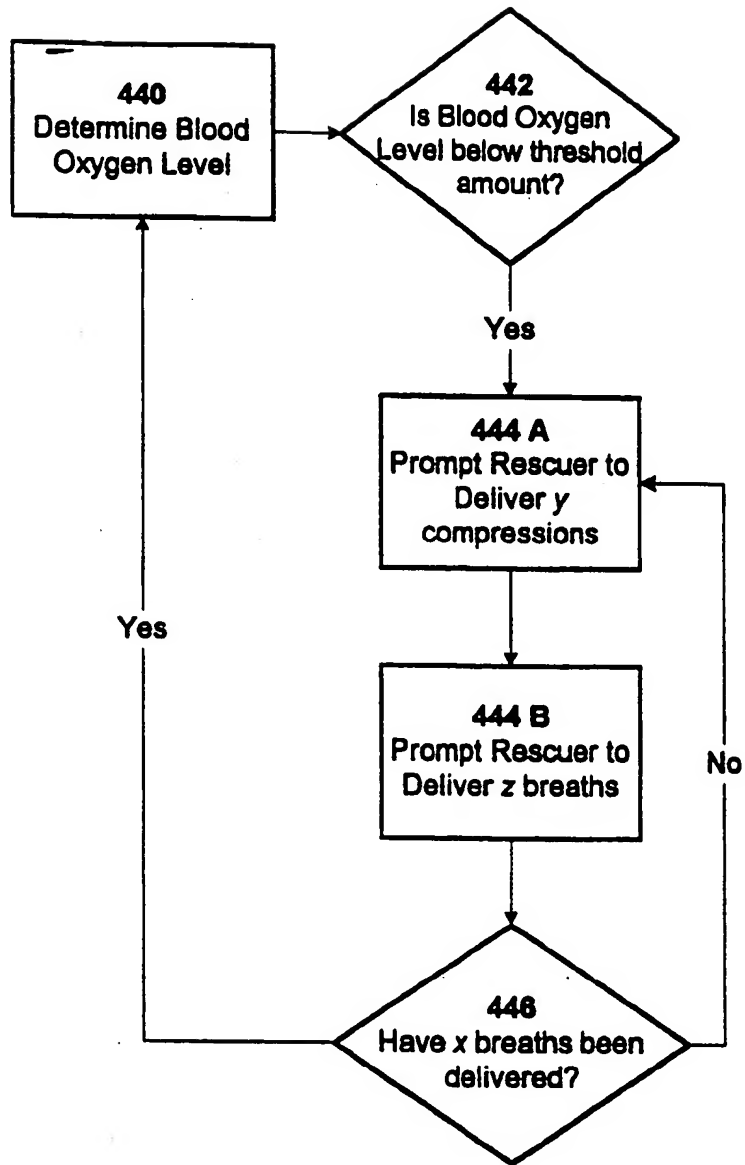 440
Determine Blood
Oxygen Level
442
Is Blood Oxygen
Level below threshold
amount?
Yes
444 A
Prompt Rescuer to
Deliver y
compressions
Yes
444 B
Prompt Rescuer to
Deliver z breaths
No
446
Have x breaths been
delivered?